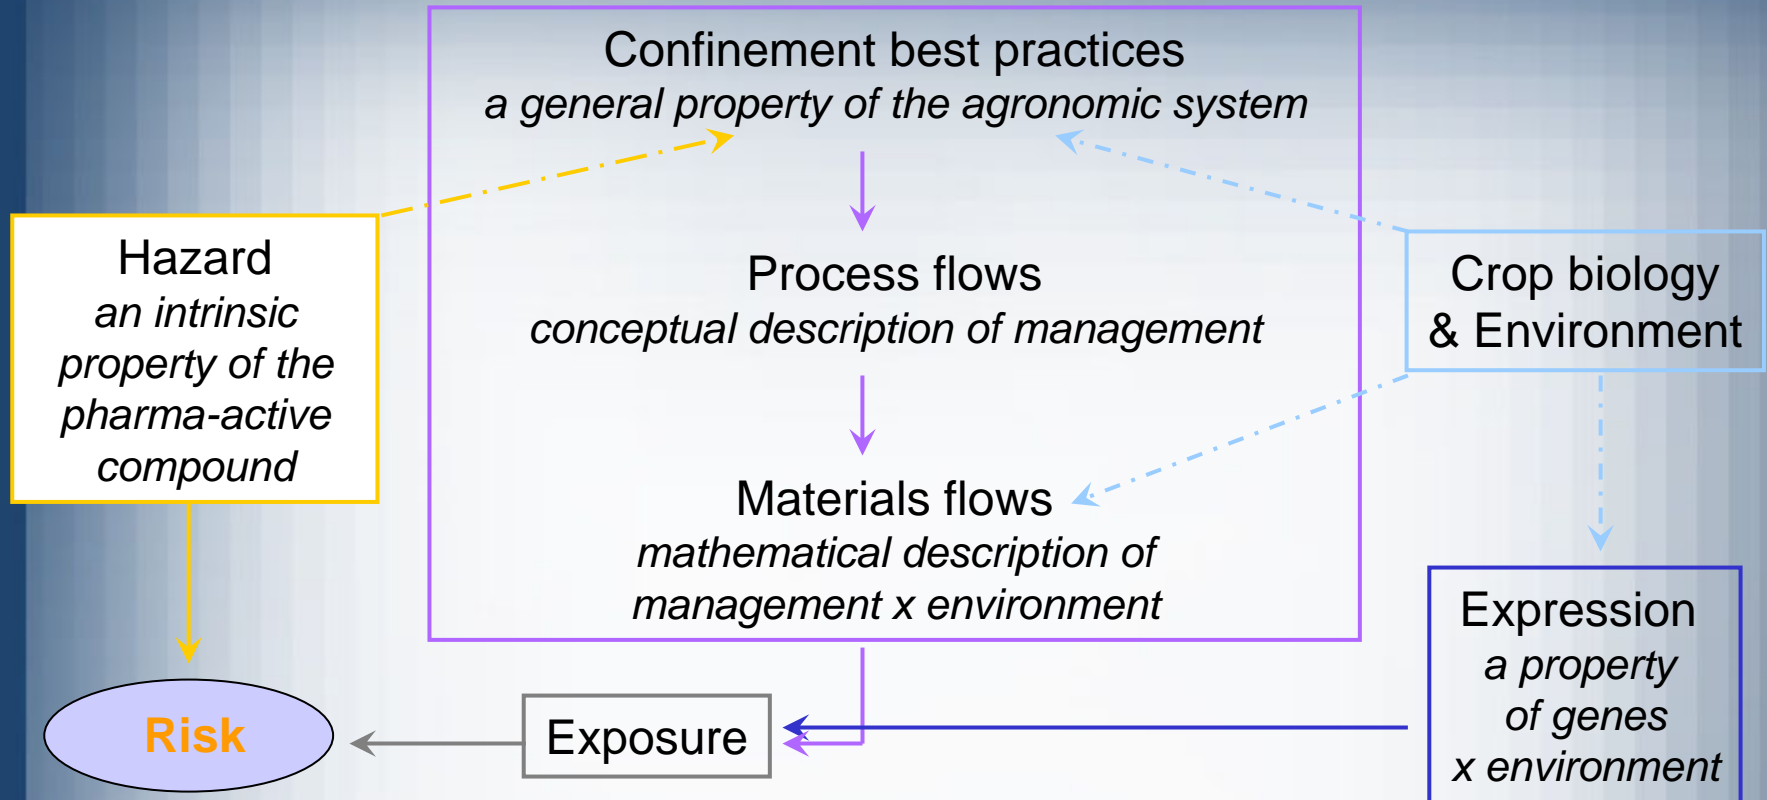 Confinement best practices
a general property of the agronomic system
Hazard
an intrinsic
property of the
pharma-active
compound
Process flows
conceptual description of management
Crop biology
& Environment
Materials flows
mathematical description of
management x environment
Expression
a property
of genes
x environment
Risk
Exposure